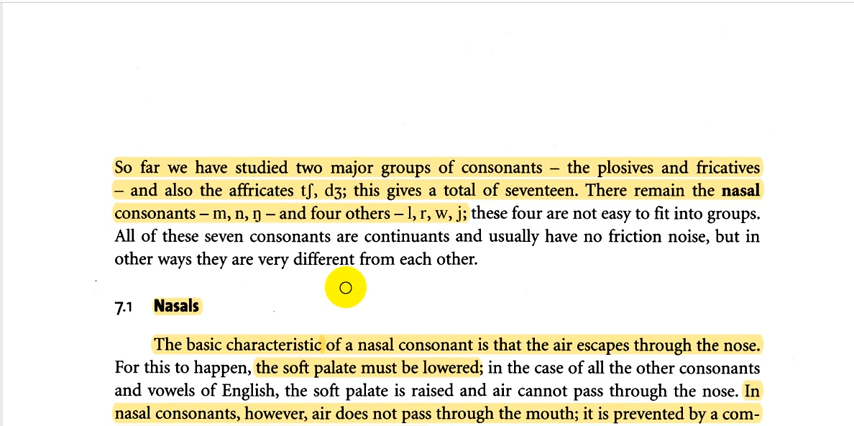 So far we have studied two major groups of consonants – the plosives and fricatives
– and also the affricates tʃ, dʒ; this gives a total of seventeen. There remain the nasal
consonants – m, n, ŋ – and four others – l, r, w, j; these four are not easy to fit into groups.
All of these seven consonants are continuants and usually have no friction noise, but in
other ways they are very different from each other.
7.1 Nasals
The basic characteristic of a nasal consonant is that the air escapes through the nose.
For this to happen, the soft palate must be lowered; in the case of all the other consonants
and vowels of English, the soft palate is raised and air cannot pass through the nose. In
nasal consonants, however, air does not pass through the mouth; it is prevented by a com-